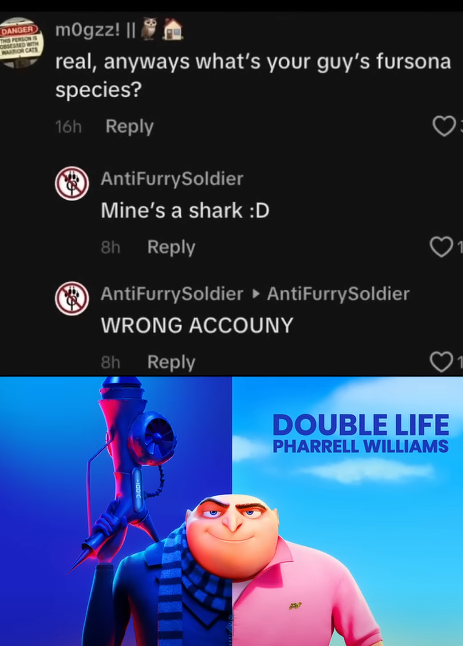 DANGER
THIS PERSON IS
OBSESSED WITH
WARRIOR CATS.
m0gzz! || 🦉🏠
real, anyways what's your guy's fursona
species?
16h Reply
AntiFurrySoldier
Mine's a shark :D
8h Reply
AntiFurrySoldier ▸ AntiFurrySoldier
WRONG ACCOUNY
8h Reply
DOUBLE LIFE
PHARRELL WILLIAMS